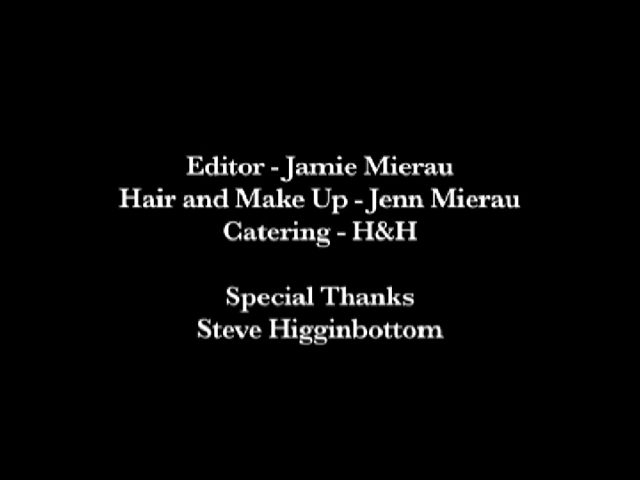 Editor - Jamie Mierau
Hair and Make Up - Jenn Mierau
Catering - H&H
Special Thanks
Steve Higginbottom